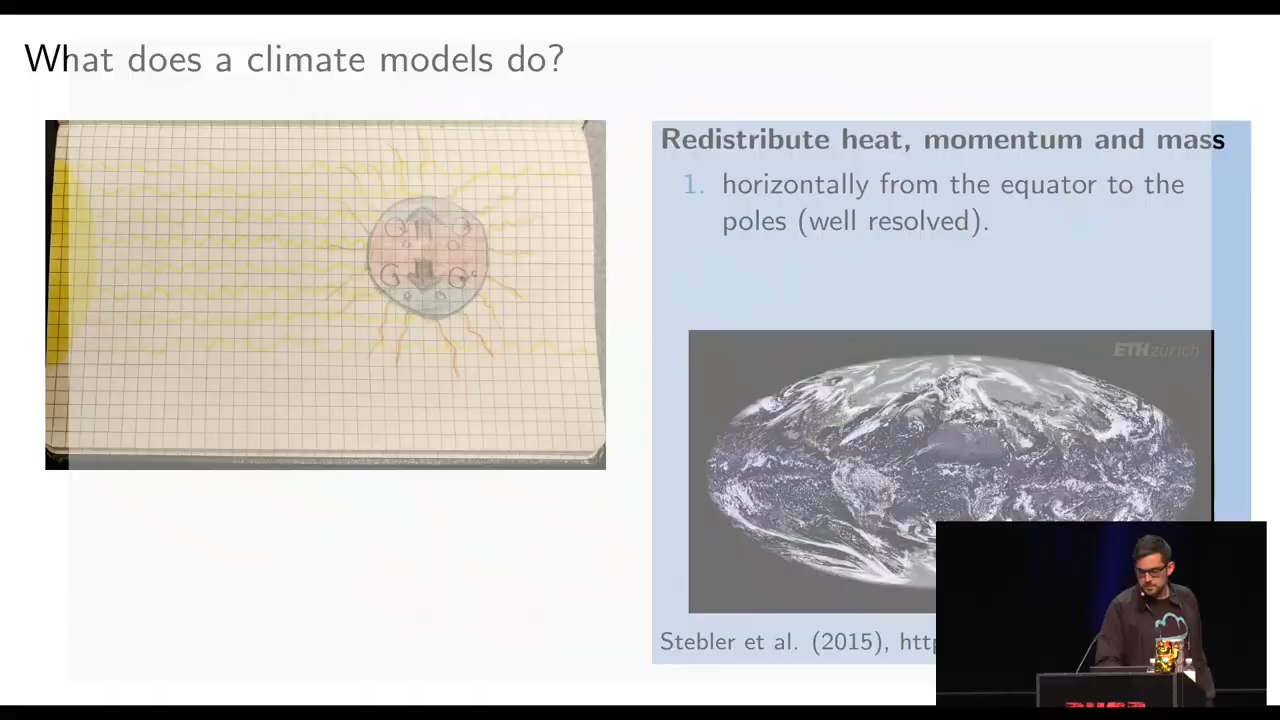 What does a climate models do?
Redistribute heat, momentum and mass
1. horizontally from the equator to the
poles (well resolved).
ETH zürich
Stebler et al. (2015),